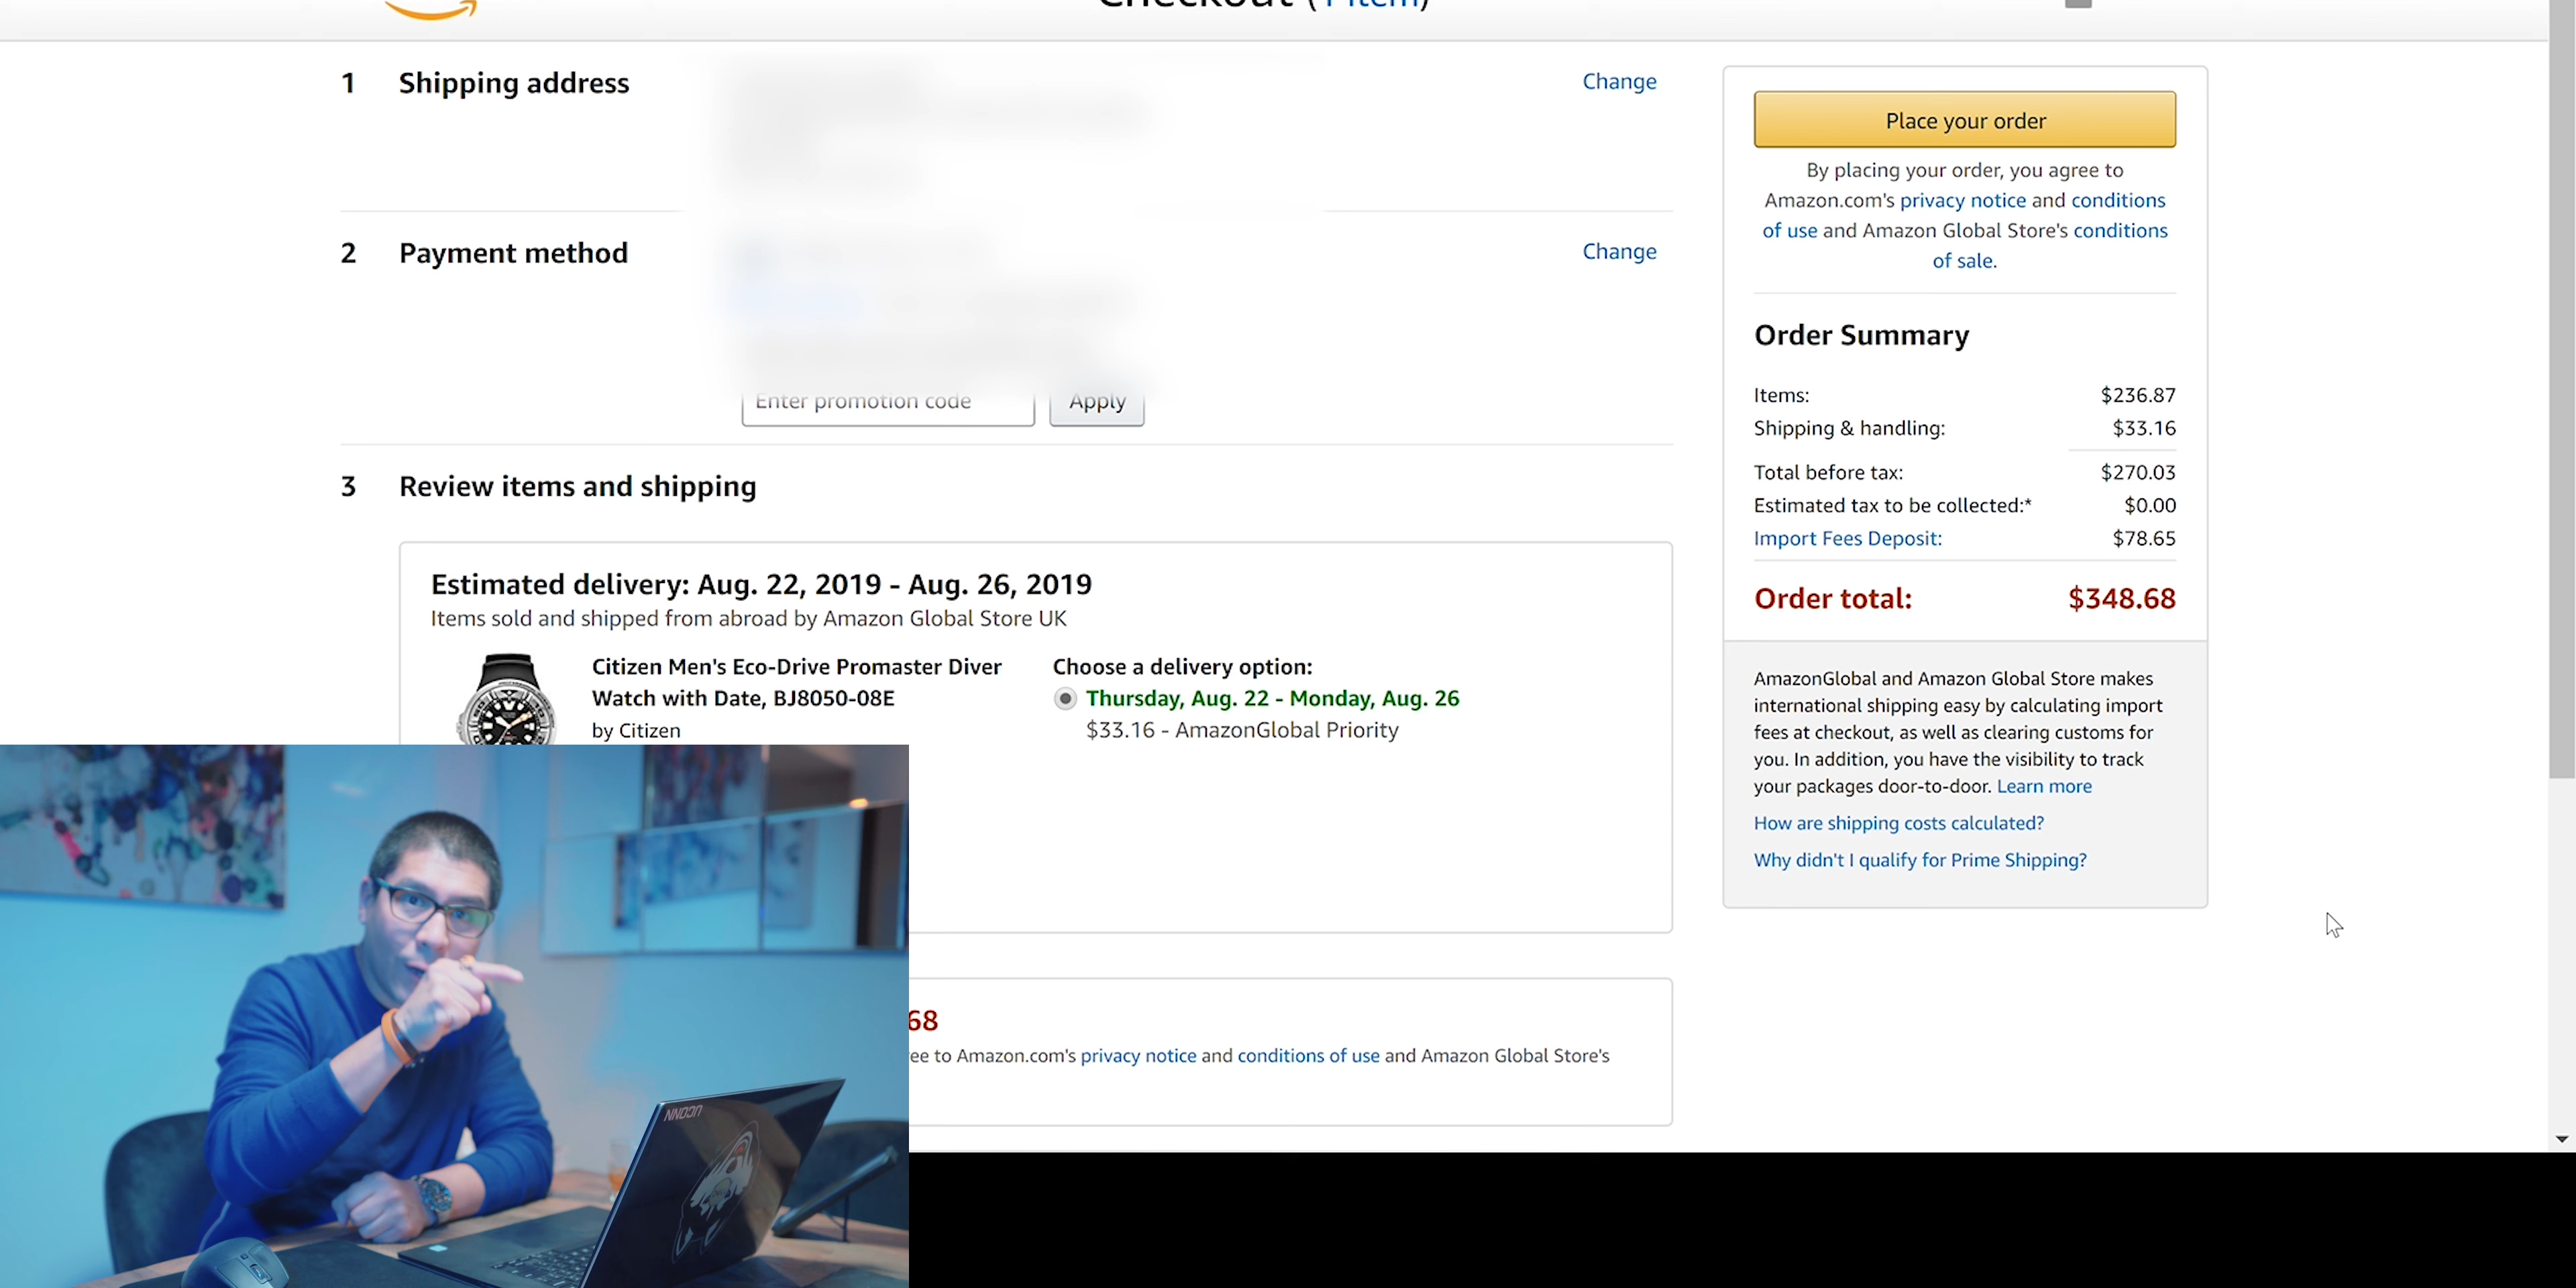 Checkout (1 item)
1 Shipping address
Change
2 Payment method
Change
Enter promotion code
Apply
3 Review items and shipping
Estimated delivery: Aug. 22, 2019 - Aug. 26, 2019
Items sold and shipped from abroad by Amazon Global Store UK
Citizen Men's Eco-Drive Promaster Diver
Watch with Date, BJ8050-08E
by Citizen
Choose a delivery option:
Thursday, Aug. 22 - Monday, Aug. 26
$33.16 - AmazonGlobal Priority
68
ee to Amazon.com's privacy notice and conditions of use and Amazon Global Store's
Place your order
By placing your order, you agree to
Amazon.com's privacy notice and conditions
of use and Amazon Global Store's conditions
of sale.
Order Summary
Items: $236.87
Shipping & handling: $33.16
Total before tax: $270.03
Estimated tax to be collected:* $0.00
Import Fees Deposit: $78.65
Order total: $348.68
AmazonGlobal and Amazon Global Store makes
international shipping easy by calculating import
fees at checkout, as well as clearing customs for
you. In addition, you have the visibility to track
your packages door-to-door. Learn more
How are shipping costs calculated?
Why didn't I qualify for Prime Shipping?
UCONN